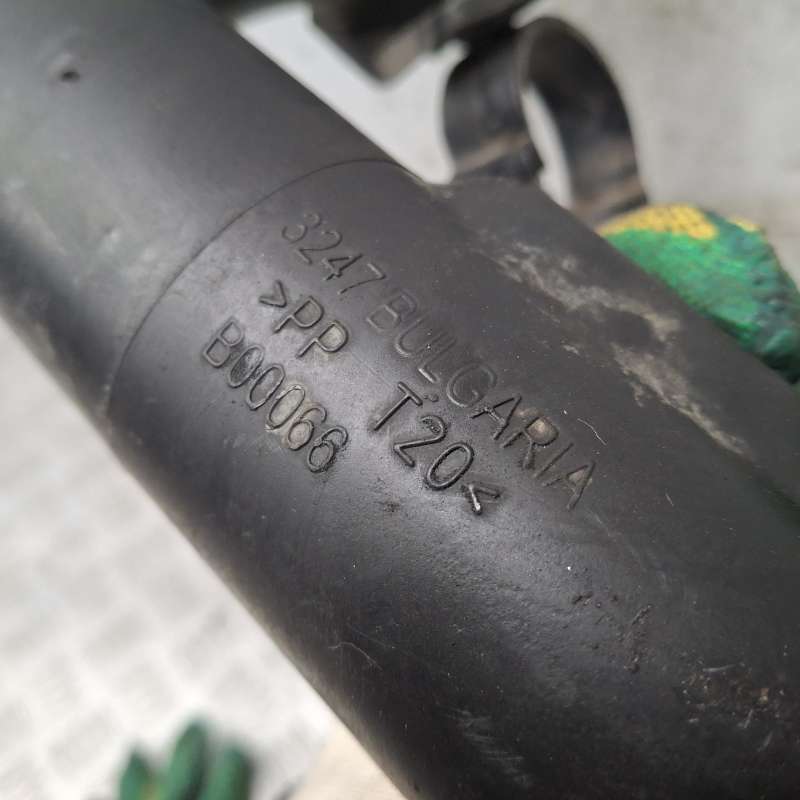 3247 BULGARIA
>PP T20<
B00066